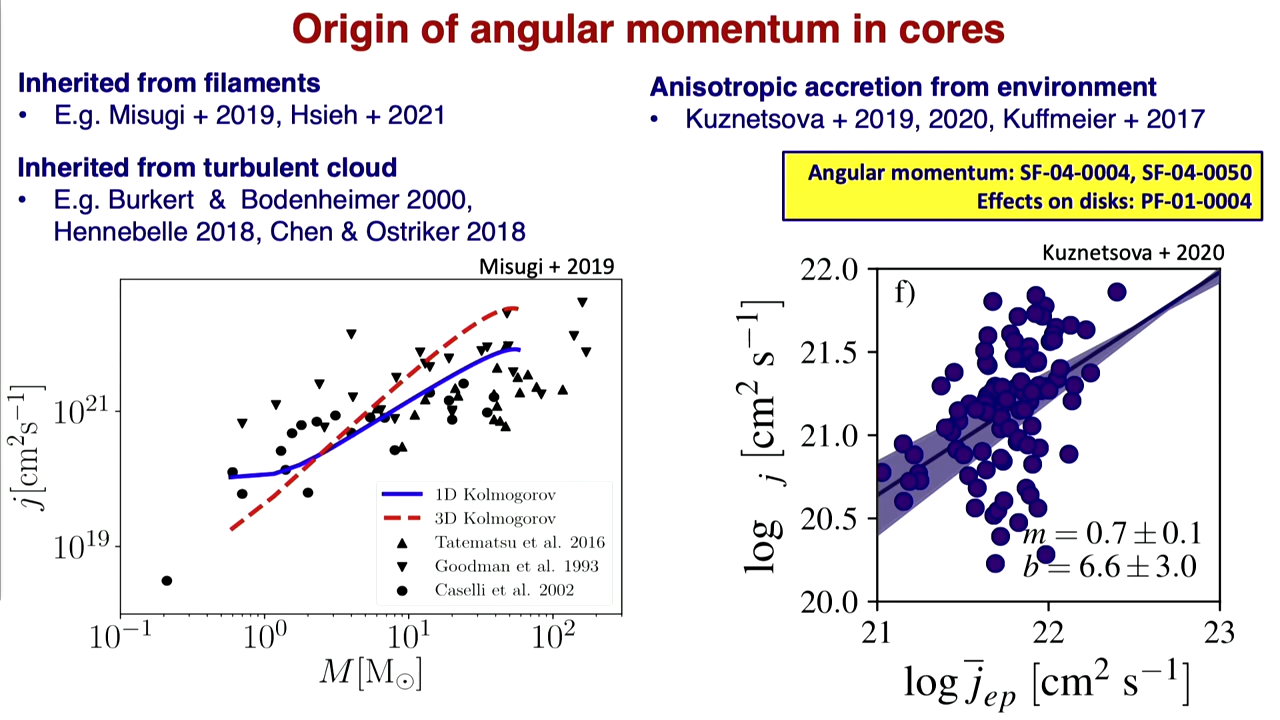 Origin of angular momentum in cores
Inherited from filaments
• E.g. Misugi + 2019, Hsieh + 2021
Inherited from turbulent cloud
• E.g. Burkert & Bodenheimer 2000,
Hennebelle 2018, Chen & Ostriker 2018
Anisotropic accretion from environment
• Kuznetsova + 2019, 2020, Kuffmeier + 2017
Angular momentum: SF-04-0004, SF-04-0050
Effects on disks: PF-01-0004
Misugi + 2019
j[cm²s⁻¹]
10²¹
10¹⁹
1D Kolmogorov
3D Kolmogorov
Tatematsu et al. 2016
Goodman et al. 1993
Caselli et al. 2002
10⁻¹ 10⁰ 10¹ 10²
M[M☉]
Kuznetsova + 2020
f)
log j [cm² s⁻¹]
22.0
21.5
21.0
20.5
20.0
m = 0.7 ± 0.1
b = 6.6 ± 3.0
21 22 23
log j̅ₑₚ [cm² s⁻¹]